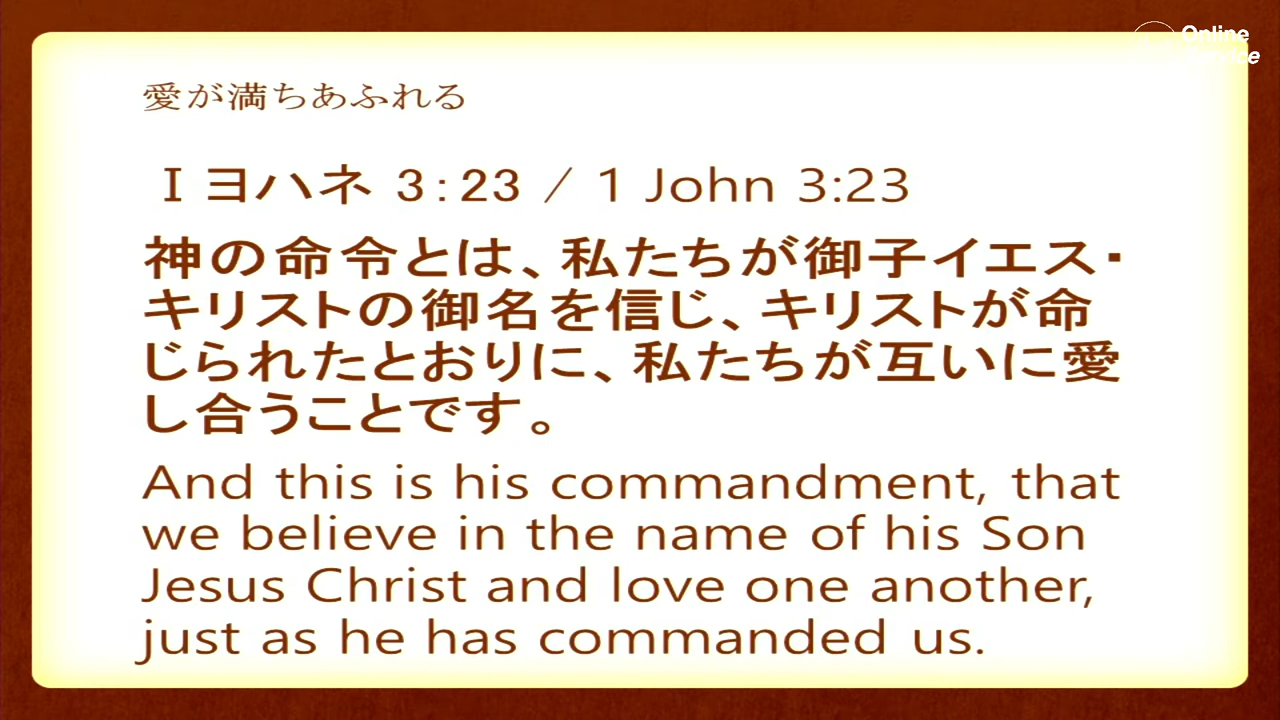 Online
Service
愛が満ちあふれる
Ⅰ ヨハネ 3：23 / 1 John 3:23
神の命令とは、私たちが御子イエス・
キリストの御名を信じ、キリストが命
じられたとおりに、私たちが互いに愛
し合うことです。
And this is his commandment, that
we believe in the name of his Son
Jesus Christ and love one another,
just as he has commanded us.